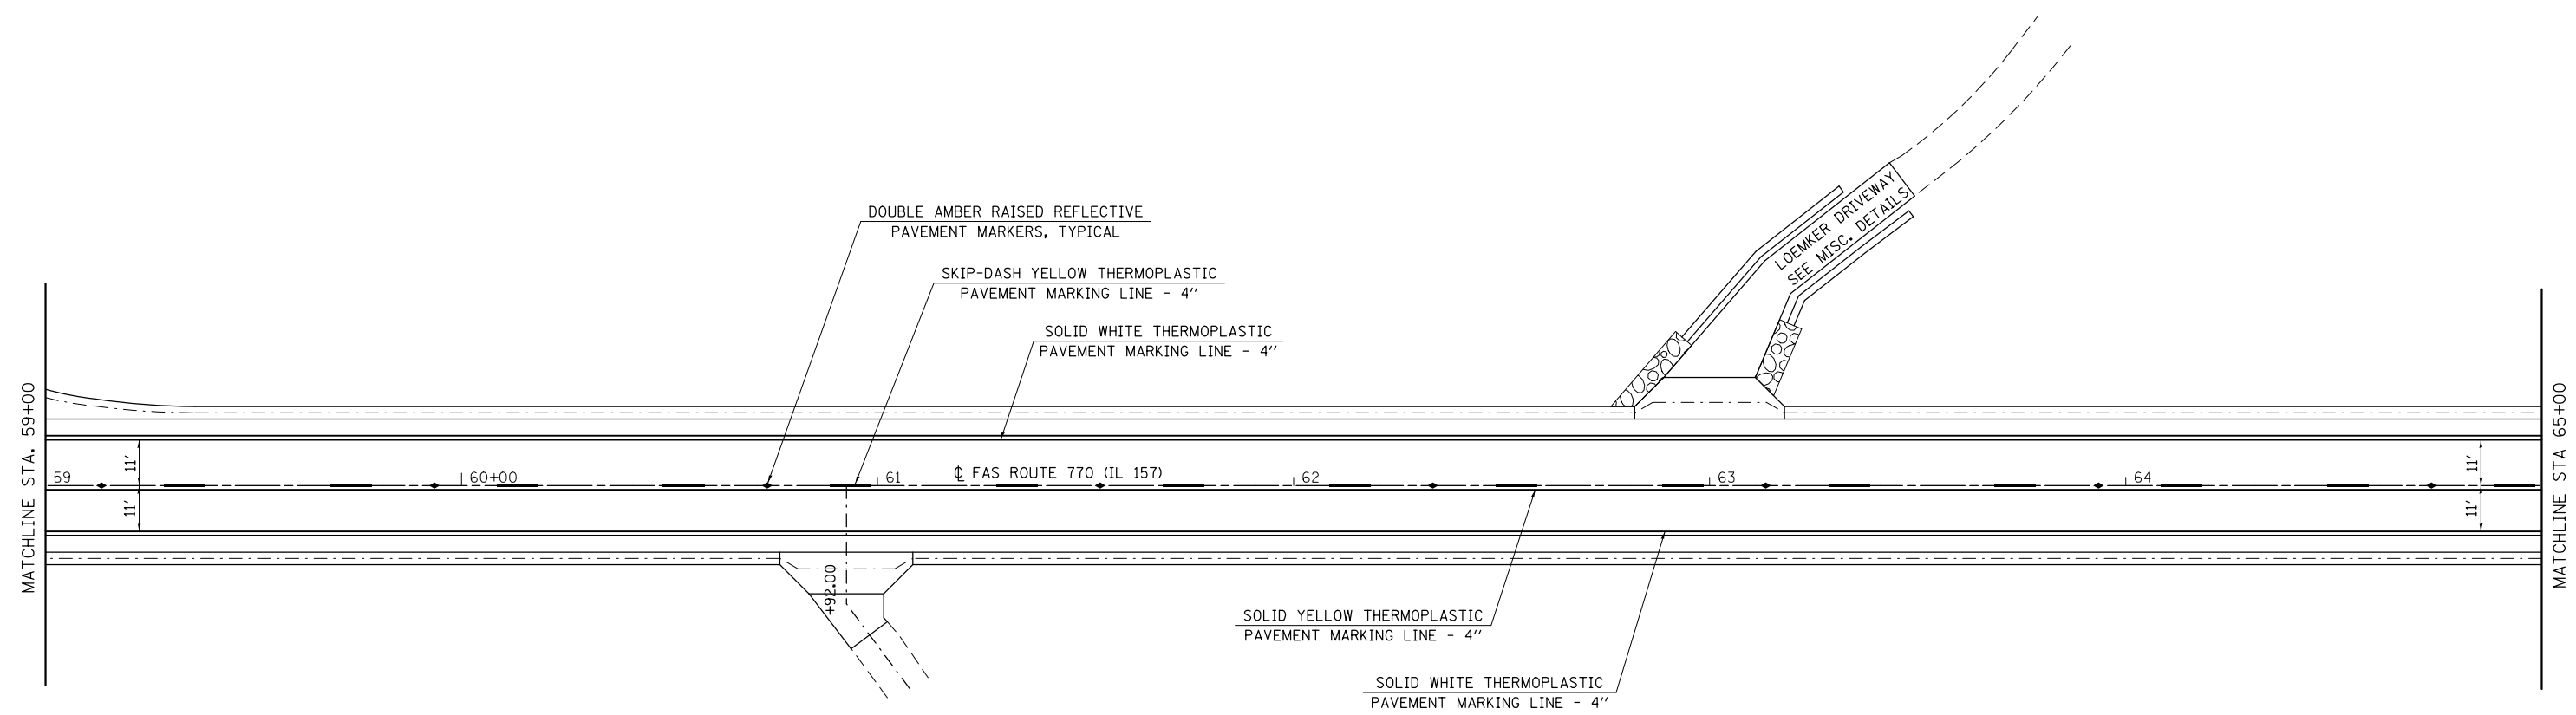 DOUBLE AMBER RAISED REFLECTIVE
PAVEMENT MARKERS, TYPICAL
SKIP-DASH YELLOW THERMOPLASTIC
PAVEMENT MARKING LINE - 4''
SOLID WHITE THERMOPLASTIC
PAVEMENT MARKING LINE - 4''
LOEMKER DRIVEWAY
SEE MISC. DETAILS
MATCHLINE STA. 59+00
11'
11'
59
60+00
61
℄ FAS ROUTE 770 (IL 157)
62
63
64
11'
11'
MATCHLINE STA 65+00
+92.00
SOLID YELLOW THERMOPLASTIC
PAVEMENT MARKING LINE - 4''
SOLID WHITE THERMOPLASTIC
PAVEMENT MARKING LINE - 4''